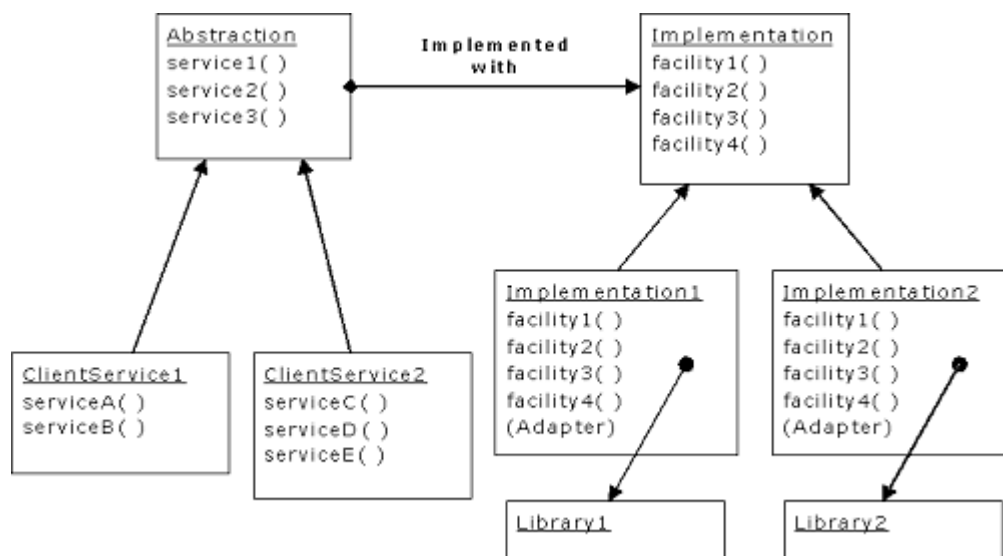 Abstraction
service1( )
service2( )
service3( )
Implemented
with
Implementation
facility1( )
facility2( )
facility3( )
facility4( )
ClientService1
serviceA( )
serviceB( )
ClientService2
serviceC( )
serviceD( )
serviceE( )
Implementation1
facility1( )
facility2( )
facility3( )
facility4( )
(Adapter)
Implementation2
facility1( )
facility2( )
facility3( )
facility4( )
(Adapter)
Library1
Library2